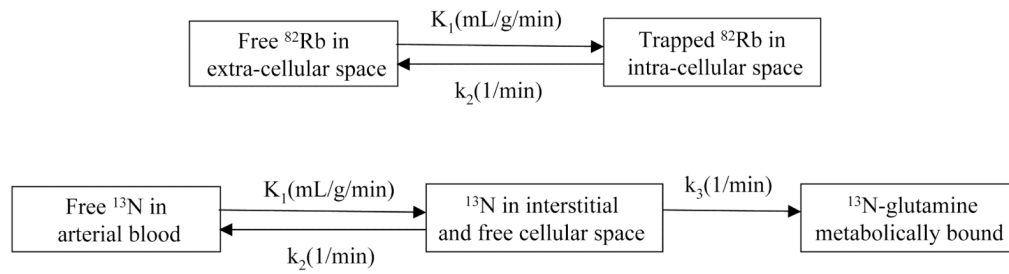 K₁(mL/g/min)
Free ⁸²Rb in
extra-cellular space
Trapped ⁸²Rb in
intra-cellular space
k₂(1/min)
K₁(mL/g/min)
k₃(1/min)
Free ¹³N in
arterial blood
¹³N in interstitial
and free cellular space
¹³N-glutamine
metabolically bound
k₂(1/min)